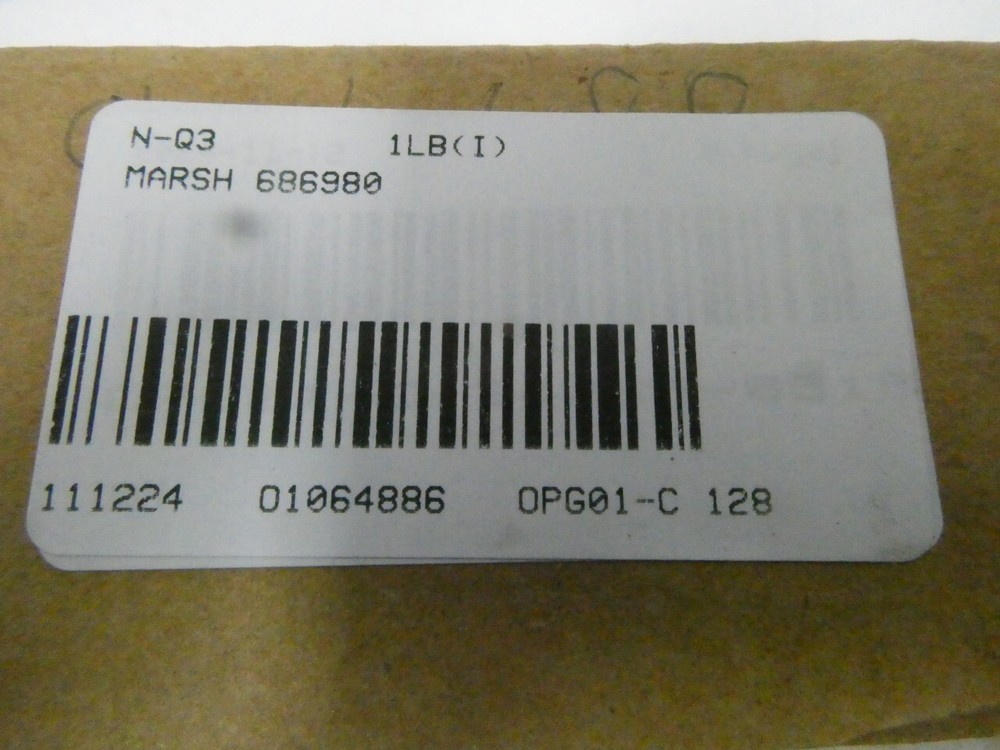 N-Q3 1LB(I)
MARSH 686980
111224 01064886 OPG01-C 128